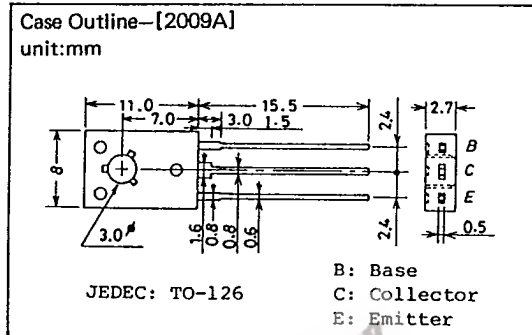 Case Outline—[2009A]
unit:mm
11.0
15.5
7.0
3.0
1.5
2.4
2.7
8
B
C
E
3.0ø
1.6
0.8
0.8
0.6
2.4
0.5
JEDEC: TO-126
B: Base
C: Collector
E: Emitter